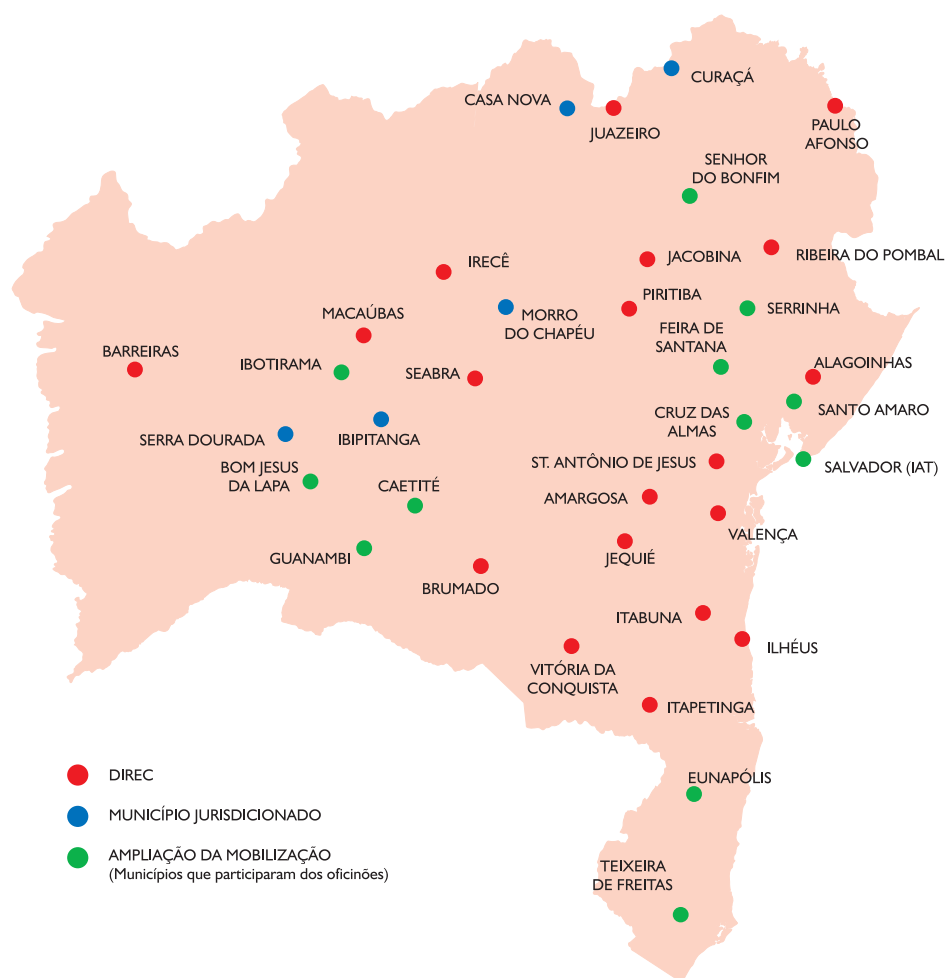 CURAÇÁ
CASA NOVA
JUAZEIRO
PAULO
AFONSO
SENHOR
DO BONFIM
RIBEIRA DO POMBAL
JACOBINA
IRECÊ
PIRITIBA
SERRINHA
MACAÚBAS
MORRO
DO CHAPÉU
FEIRA DE
SANTANA
BARREIRAS
IBOTIRAMA
SEABRA
ALAGOINHAS
SANTO AMARO
CRUZ DAS
ALMAS
SERRA DOURADA
IBIPITANGA
ST. ANTÔNIO DE JESUS
SALVADOR (IAT)
BOM JESUS
DA LAPA
CAETITÉ
AMARGOSA
VALENÇA
GUANAMBI
JEQUIÉ
BRUMADO
ITABUNA
ILHÉUS
VITÓRIA DA
CONQUISTA
ITAPETINGA
EUNAPÓLIS
TEIXEIRA
DE FREITAS
DIREC
MUNICÍPIO JURISDICIONADO
AMPLIAÇÃO DA MOBILIZAÇÃO
(Municípios que participaram dos oficinões)